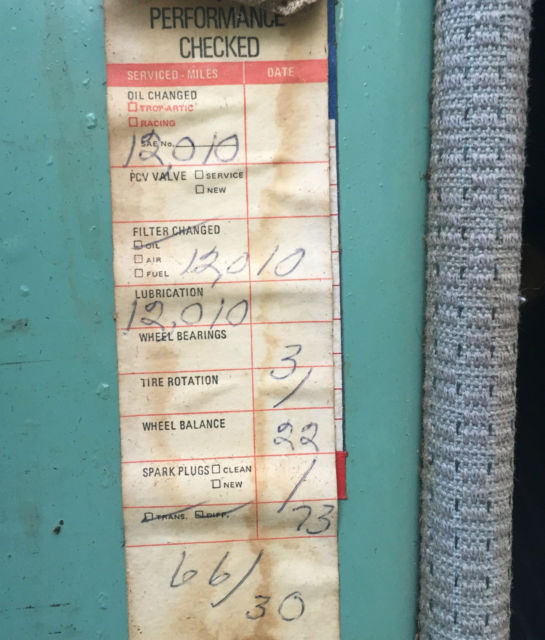 PERFORMANCE
CHECKED
SERVICED - MILES DATE
OIL CHANGED
TROP-ARTIC
RACING
SAE No.
12,010
PCV VALVE SERVICE
NEW
FILTER CHANGED
OIL
AIR
FUEL 12,010
LUBRICATION
12,010
WHEEL BEARINGS
3/
TIRE ROTATION
WHEEL BALANCE
22
SPARK PLUGS CLEAN
NEW
/
TRANS. DIFF.
73
66/30